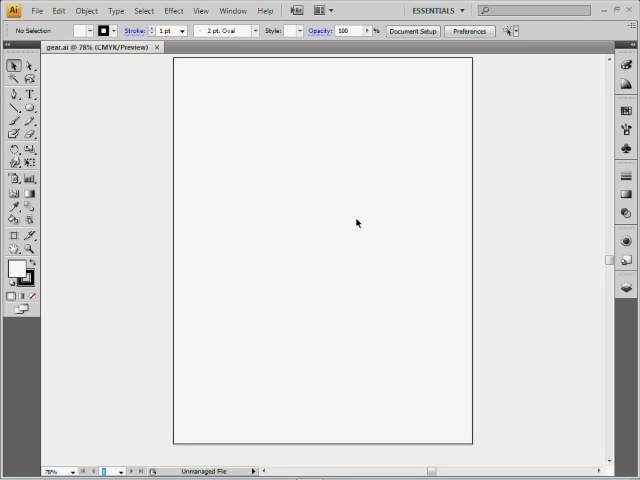 Ai File Edit Object Type Select Effect View Window Help Br ESSENTIALS
No Selection Stroke: 1 pt 2 pt. Oval Style: Opacity: 100 % Document Setup Preferences
gear.ai @ 78% (CMYK/Preview)
T
78% Unmanaged File